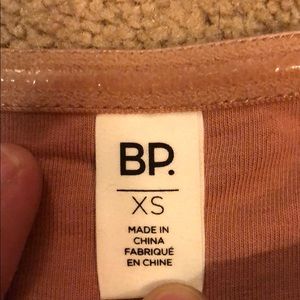 BP.
XS
MADE IN
CHINA
FABRIQUÉ
EN CHINE